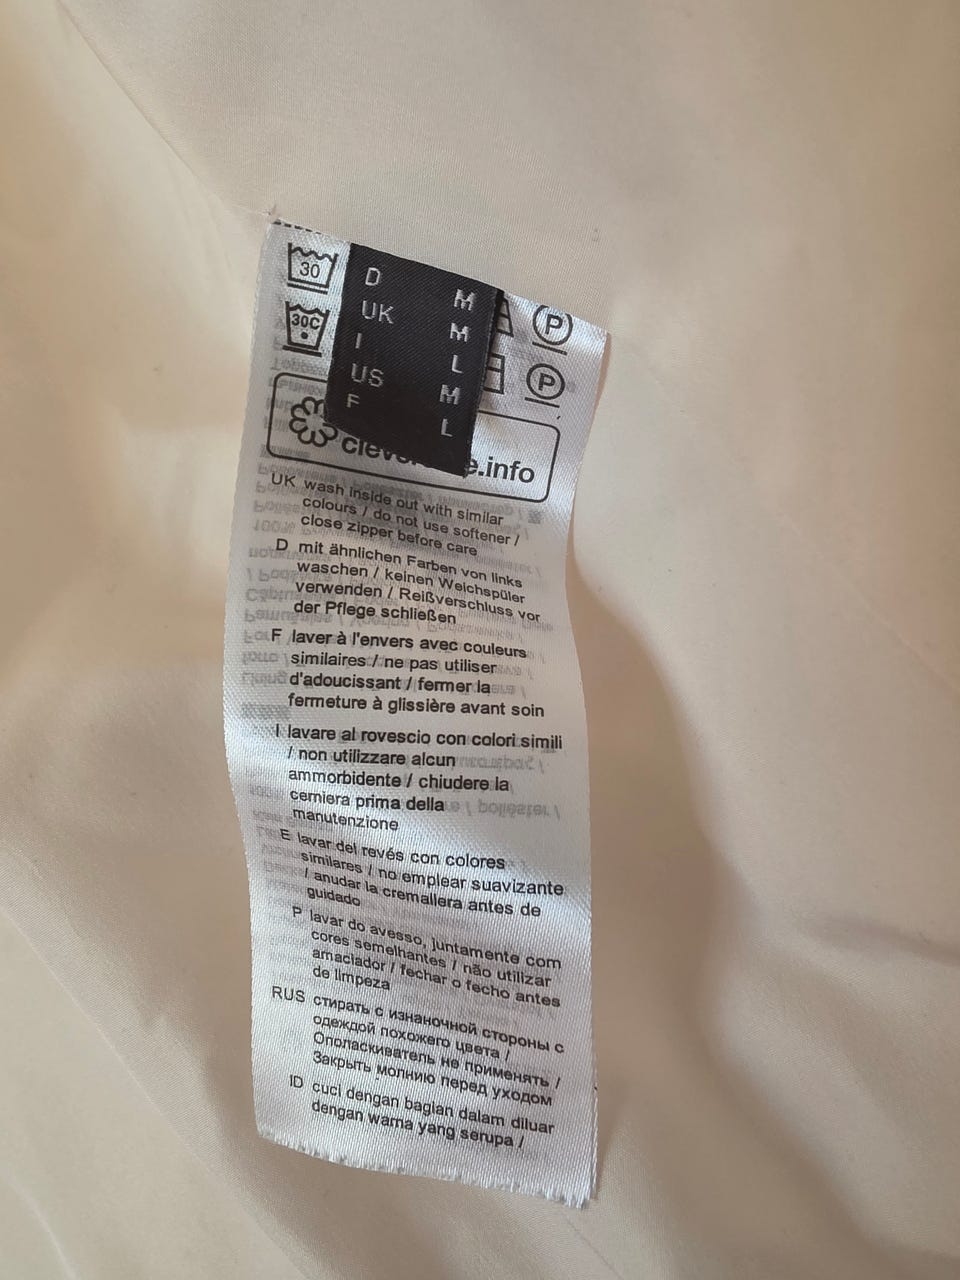 30
30C
D M
UK M
I L
US M
F L
P
P
.info
UK wash inside out with similar
colours / do not use softener /
close zipper before care
D mit ähnlichen Farben von links
waschen / keinen Weichspüler
verwenden / Reißverschluss vor
der Pflege schließen
F laver à l'envers avec couleurs
similaires / ne pas utiliser
d'adoucissant / fermer la
fermeture à glissière avant soin
I lavare al rovescio con colori simili
/ non utilizzare alcun
ammorbidente / chiudere la
cerniera prima della
manutenzione
E lavar del revés con colores
similares / no emplear suavizante
/ anudar la cremallera antes de
guidado
P lavar do avesso, juntamente com
cores semelhantes / não utilizar
amaciador / fechar o fecho antes
de limpeza
RUS стирать с изнаночной стороны с
одеждой похожего цвета /
Ополаскиватель не применять /
Закрыть молнию перед уходом
ID cuci dengan bagian dalam diluar
dengan warna yang serupa /